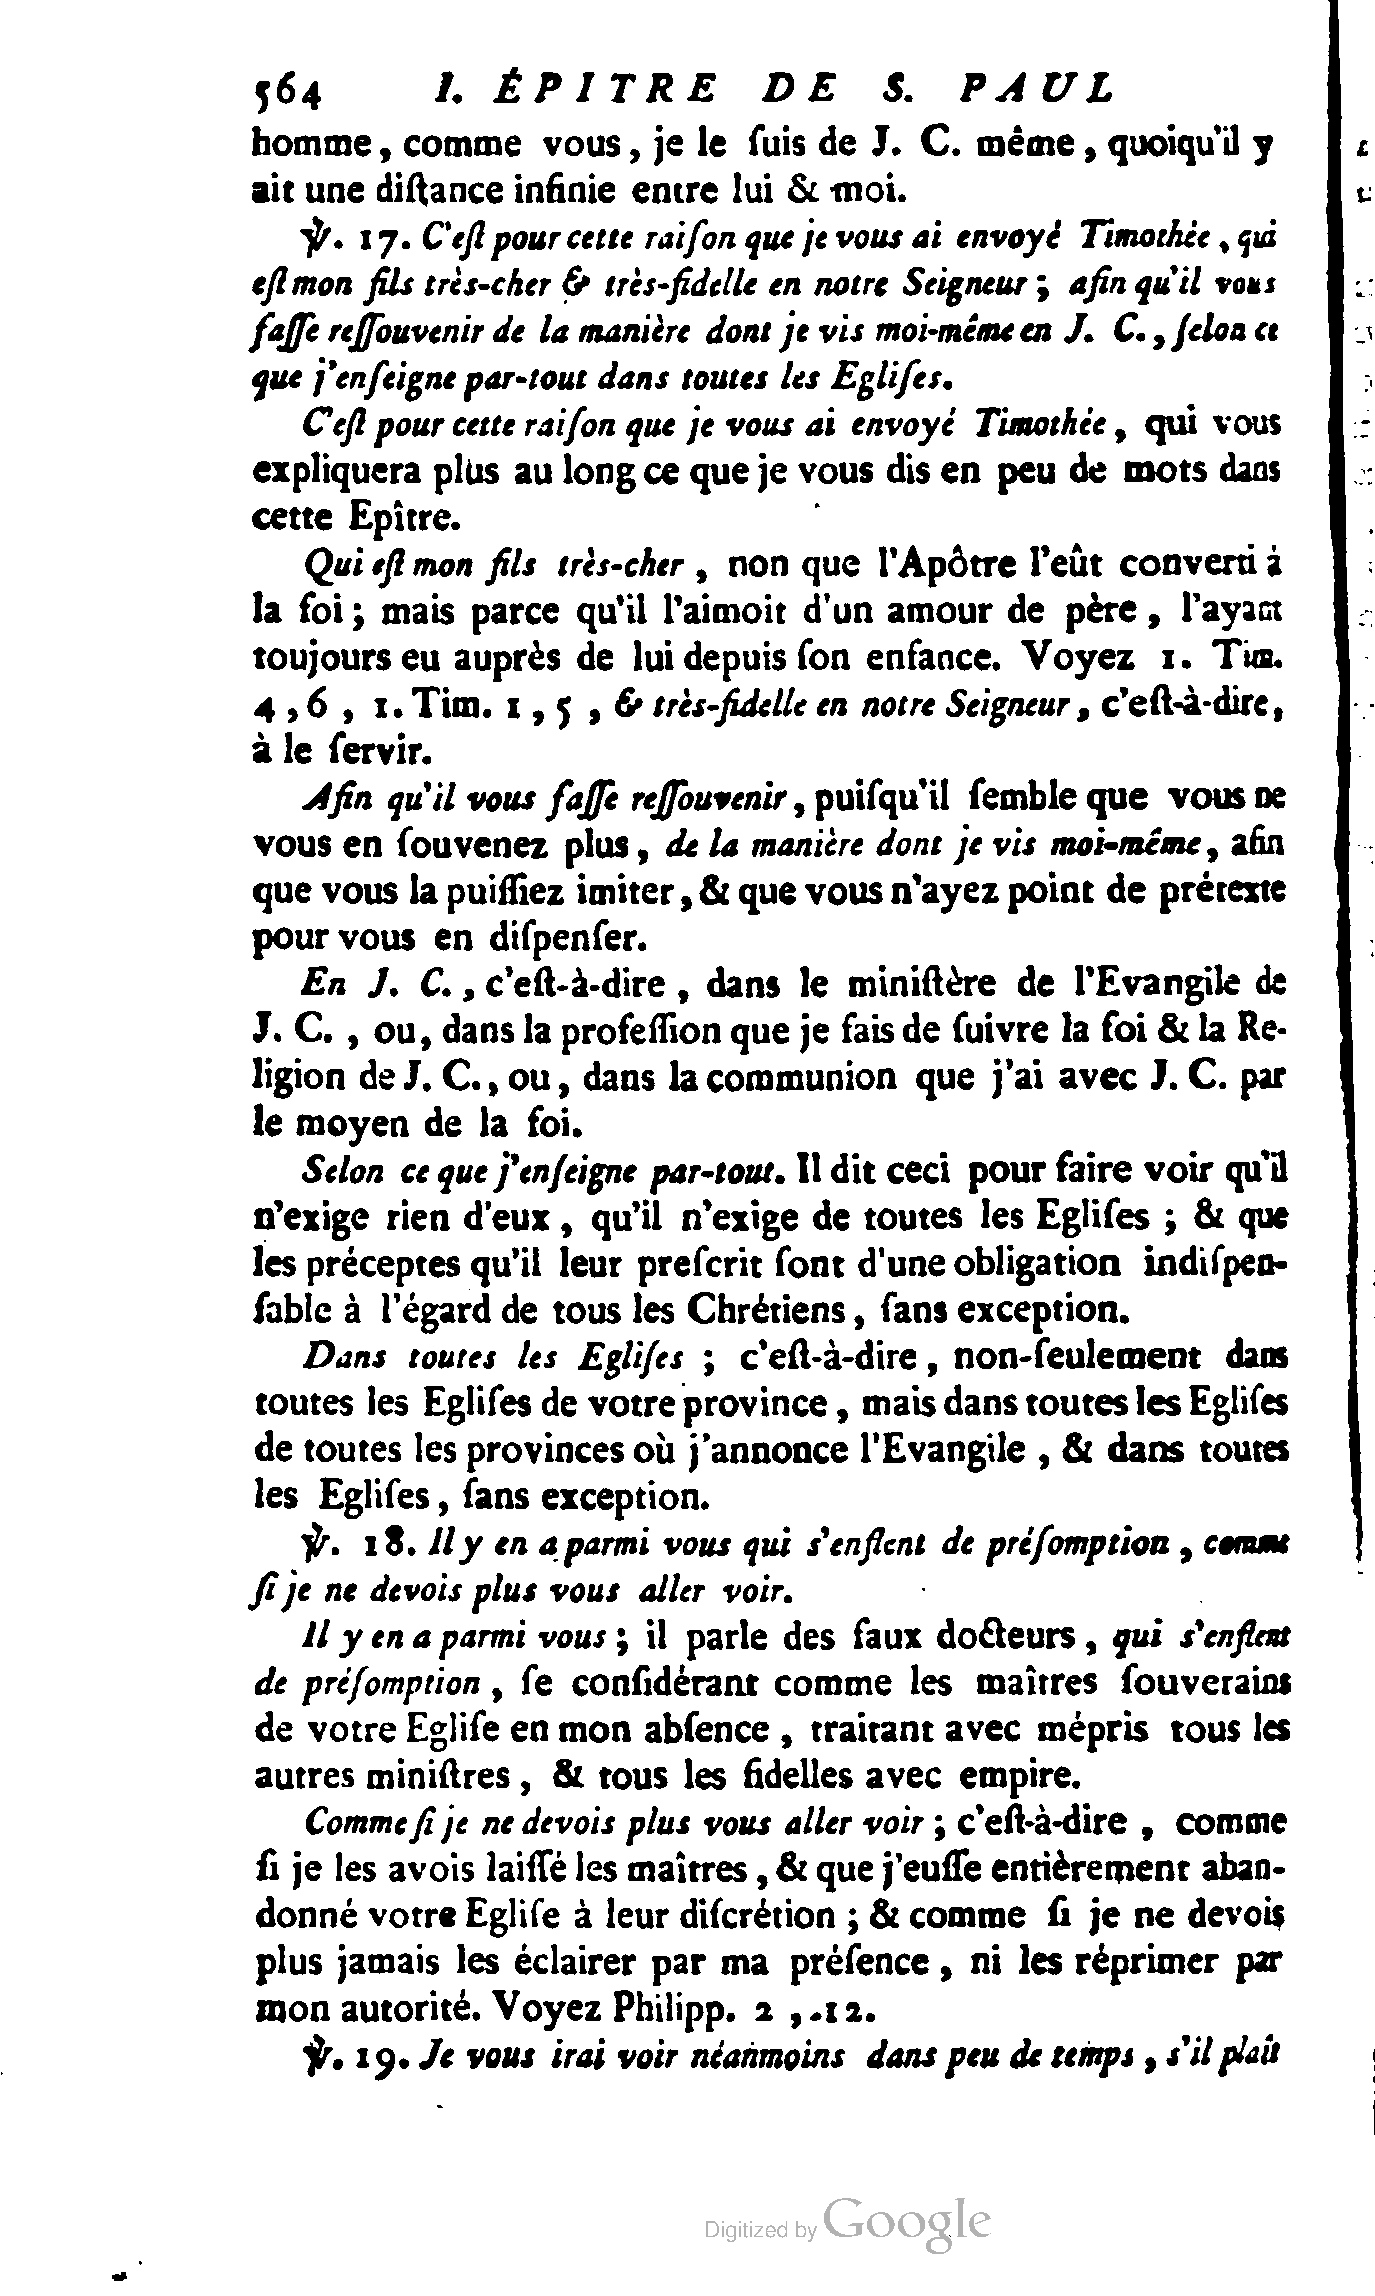 564 I. ÉPITRE DE S. PAUL
homme, comme vous, je le ſuis de J. C. même, quoiqu'il y
ait une diſtance infinie entre lui & moi.
℣. 17. C'eſt pour cette raiſon que je vous ai envoyé Timothée, qui
eſt mon fils très-cher & très-fidelle en notre Seigneur; afin qu'il vous
faſſe reſſouvenir de la manière dont je vis moi-même en J. C., ſelon ce
que j'enſeigne par-tout dans toutes les Egliſes.
C'eſt pour cette raiſon que je vous ai envoyé Timothée, qui vous
expliquera plus au long ce que je vous dis en peu de mots dans
cette Epître.
Qui eſt mon fils très-cher, non que l'Apôtre l'eût converti à
la foi; mais parce qu'il l'aimoit d'un amour de père, l'ayant
toujours eu auprès de lui depuis ſon enfance. Voyez 1. Tim.
4, 6, 1. Tim. 1, 5, & très-fidelle en notre Seigneur, c'eſt-à-dire,
à le ſervir.
Afin qu'il vous faſſe reſſouvenir, puiſqu'il ſemble que vous ne
vous en ſouvenez plus, de la manière dont je vis moi-même, afin
que vous la puiſſiez imiter, & que vous n'ayez point de prétexte
pour vous en diſpenſer.
En J. C., c'eſt-à-dire, dans le miniſtère de l'Evangile de
J. C., ou, dans la profeſſion que je fais de ſuivre la foi & la Re-
ligion de J. C., ou, dans la communion que j'ai avec J. C. par
le moyen de la foi.
Selon ce que j'enſeigne par-tout. Il dit ceci pour faire voir qu'il
n'exige rien d'eux, qu'il n'exige de toutes les Egliſes; & que
les préceptes qu'il leur preſcrit ſont d'une obligation indiſpen-
ſable à l'égard de tous les Chrétiens, ſans exception.
Dans toutes les Egliſes; c'eſt-à-dire, non-ſeulement dans
toutes les Egliſes de votre province, mais dans toutes les Egliſes
de toutes les provinces où j'annonce l'Evangile, & dans toutes
les Egliſes, ſans exception.
℣. 18. Il y en a parmi vous qui s'enflent de préſomption, comme
ſi je ne devois plus vous aller voir.
Il y en a parmi vous; il parle des faux docteurs, qui s'enflent
de préſomption, ſe conſidérant comme les maîtres ſouverains
de votre Egliſe en mon abſence, traitant avec mépris tous les
autres miniſtres, & tous les fidelles avec empire.
Comme ſi je ne devois plus vous aller voir; c'eſt-à-dire, comme
ſi je les avois laiſſé les maîtres, & que j'euſſe entièrement aban-
donné votre Egliſe à leur diſcrétion; & comme ſi je ne devois
plus jamais les éclairer par ma préſence, ni les réprimer par
mon autorité. Voyez Philipp. 2, 12.
℣. 19. Je vous irai voir néanmoins dans peu de temps, s'il plaît
Digitized by Google